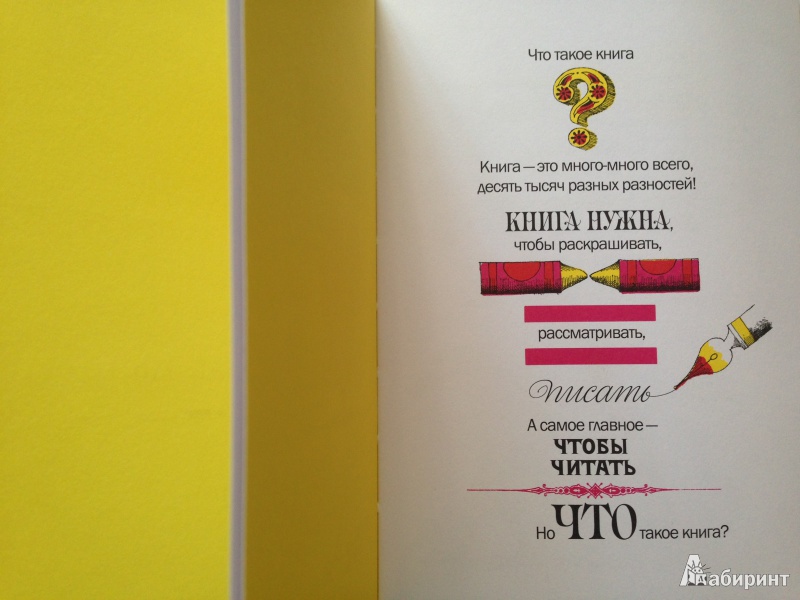 Что такое книга
?
Книга — это много-много всего,
десять тысяч разных разностей!
КНИГА НУЖНА,
чтобы раскрашивать,
рассматривать,
писать
А самое главное —
ЧТОБЫ
ЧИТАТЬ
Но ЧТО такое книга?
Лабиринт